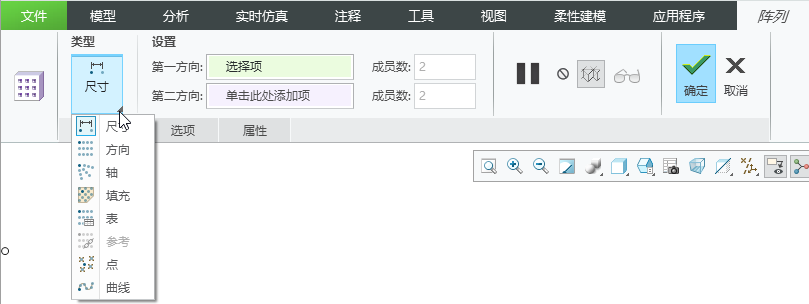 文件 模型 分析 实时仿真 注释 工具 视图 柔性建模 应用程序 阵列
类型 设置
尺寸
第一方向: 选择项 成员数: 2
第二方向: 单击此处添加项 成员数: 2
确定 取消
选项 属性
尺寸
方向
轴
填充
表
参考
点
曲线